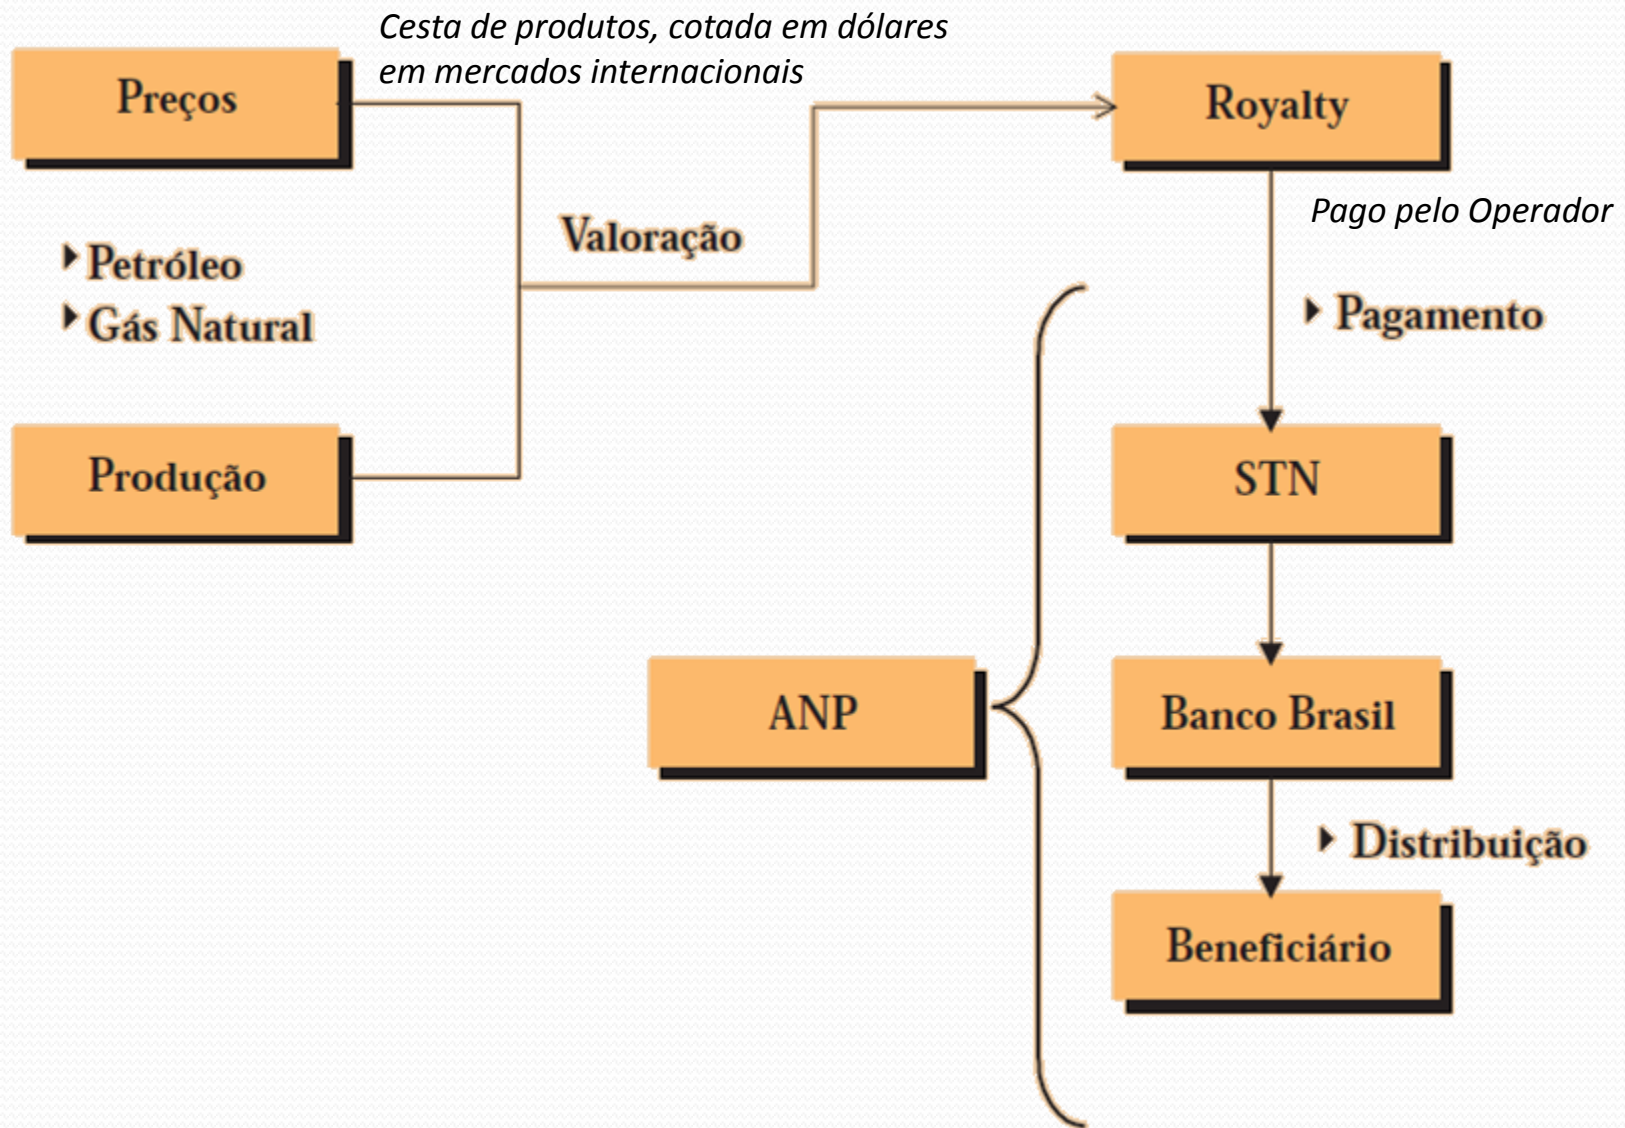 Cesta de produtos, cotada em dólares
em mercados internacionais
Preços
Royalty
Pago pelo Operador
Valoração
Petróleo
Gás Natural
Pagamento
Produção
STN
ANP
Banco Brasil
Distribuição
Beneficiário